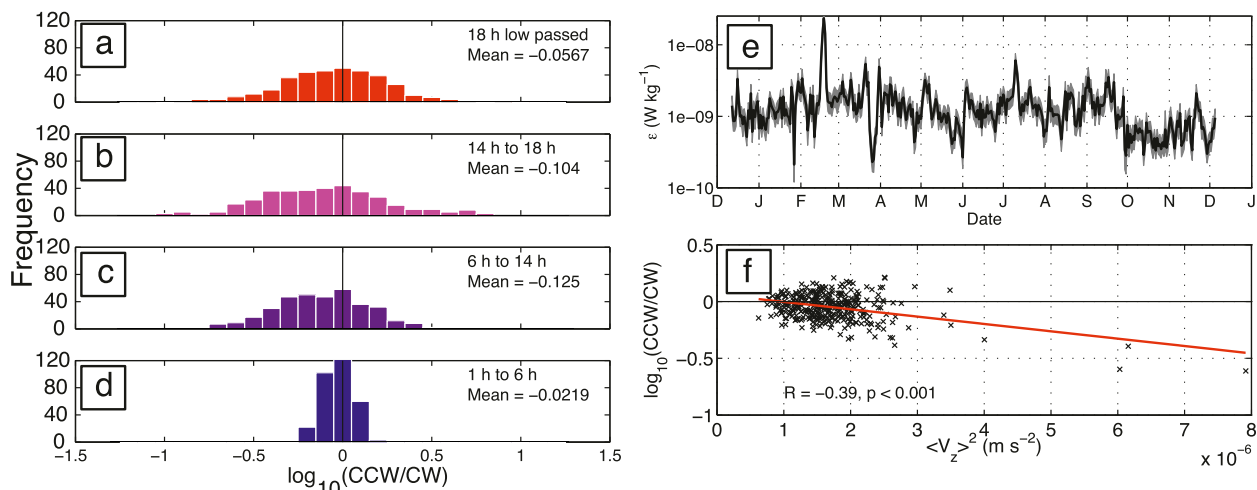 120
80
40
0
a
18 h low passed
Mean = −0.0567
120
80
40
0
b
14 h to 18 h
Mean = −0.104
Frequency
120
80
40
0
c
6 h to 14 h
Mean = −0.125
120
80
40
0
d
1 h to 6 h
Mean = −0.0219
−1.5 −1 −0.5 0 0.5 1 1.5
log10(CCW/CW)
e
1e−08
1e−09
1e−10
ε (W kg−1)
D J F M A M J J A S O N D J
Date
f
0.5
0
−0.5
−1
log10(CCW/CW)
R = −0.39, p < 0.001
0 1 2 3 4 5 6 7 8
<Vz>2 (m s−2)
x 10−6